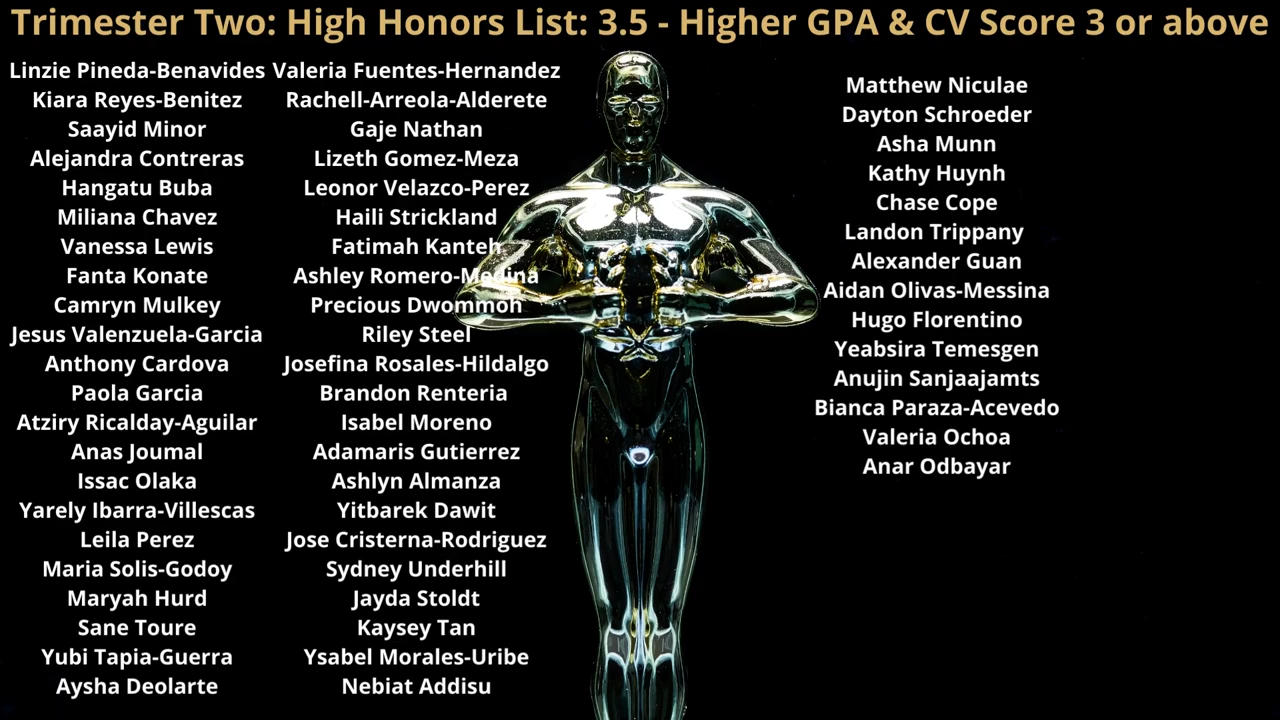 Trimester Two: High Honors List: 3.5 - Higher GPA & CV Score 3 or above
Linzie Pineda-Benavides
Kiara Reyes-Benitez
Saayid Minor
Alejandra Contreras
Hangatu Buba
Miliana Chavez
Vanessa Lewis
Fanta Konate
Camryn Mulkey
Jesus Valenzuela-Garcia
Anthony Cardova
Paola Garcia
Atziry Ricalday-Aguilar
Anas Joumal
Issac Olaka
Yarely Ibarra-Villescas
Leila Perez
Maria Solis-Godoy
Maryah Hurd
Sane Toure
Yubi Tapia-Guerra
Aysha Deolarte
Valeria Fuentes-Hernandez
Rachell-Arreola-Alderete
Gaje Nathan
Lizeth Gomez-Meza
Leonor Velazco-Perez
Haili Strickland
Fatimah Kanteh
Ashley Romero-Medina
Precious Dwommoh
Riley Steel
Josefina Rosales-Hildalgo
Brandon Renteria
Isabel Moreno
Adamaris Gutierrez
Ashlyn Almanza
Yitbarek Dawit
Jose Cristerna-Rodriguez
Sydney Underhill
Jayda Stoldt
Kaysey Tan
Ysabel Morales-Uribe
Nebiat Addisu
Matthew Niculae
Dayton Schroeder
Asha Munn
Kathy Huynh
Chase Cope
Landon Trippany
Alexander Guan
Aidan Olivas-Messina
Hugo Florentino
Yeabsira Temesgen
Anujin Sanjaajamts
Bianca Paraza-Acevedo
Valeria Ochoa
Anar Odbayar